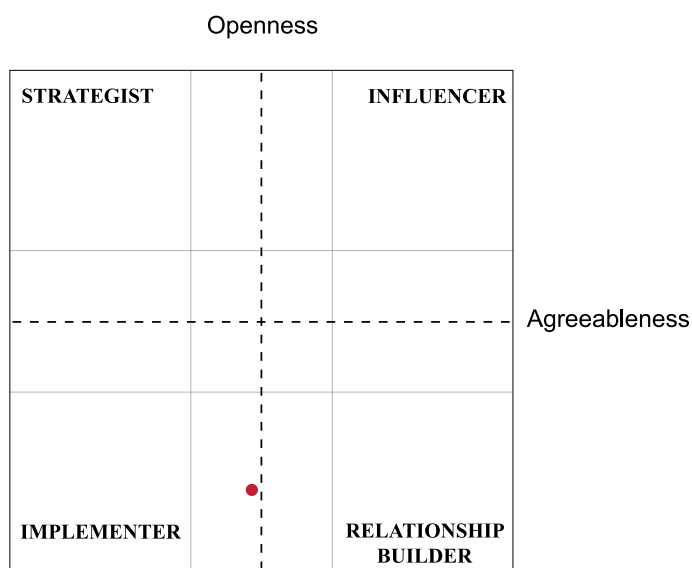 Openness
STRATEGIST
INFLUENCER
Agreeableness
IMPLEMENTER
RELATIONSHIP
BUILDER